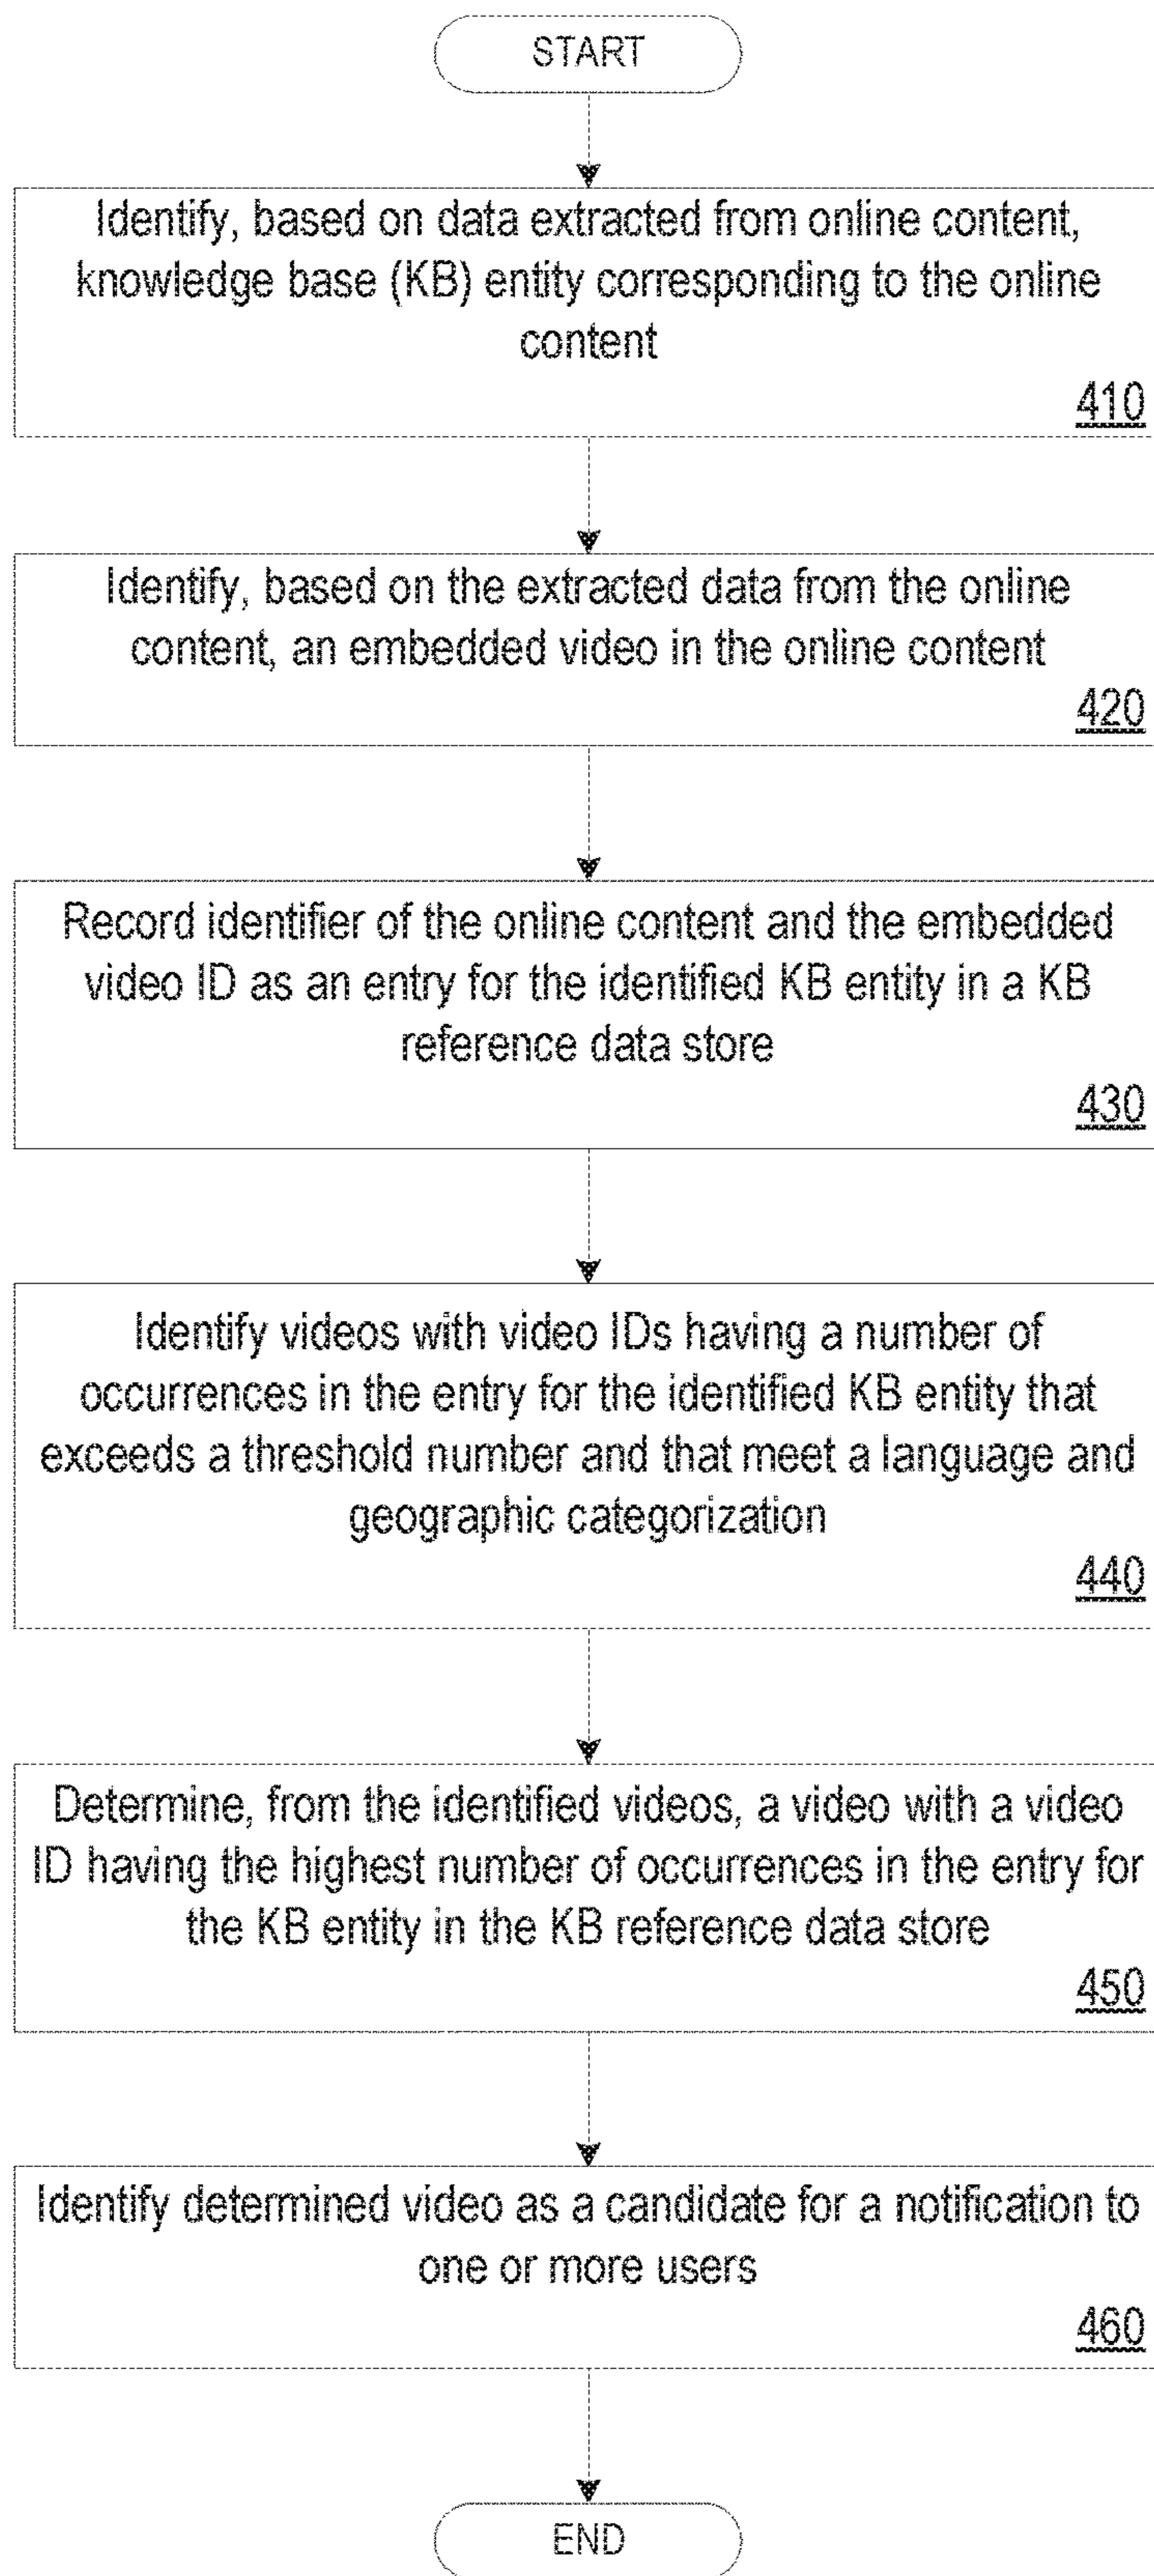 START
Identify, based on data extracted from online content,
knowledge base (KB) entity corresponding to the online
content
410
Identify, based on the extracted data from the online
content, an embedded video in the online content
420
Record identifier of the online content and the embedded
video ID as an entry for the identified KB entity in a KB
reference data store
430
Identify videos with video IDs having a number of
occurrences in the entry for the identified KB entity that
exceeds a threshold number and that meet a language and
geographic categorization
440
Determine, from the identified videos, a video with a video
ID having the highest number of occurrences in the entry for
the KB entity in the KB reference data store
450
Identify determined video as a candidate for a notification to
one or more users
460
END